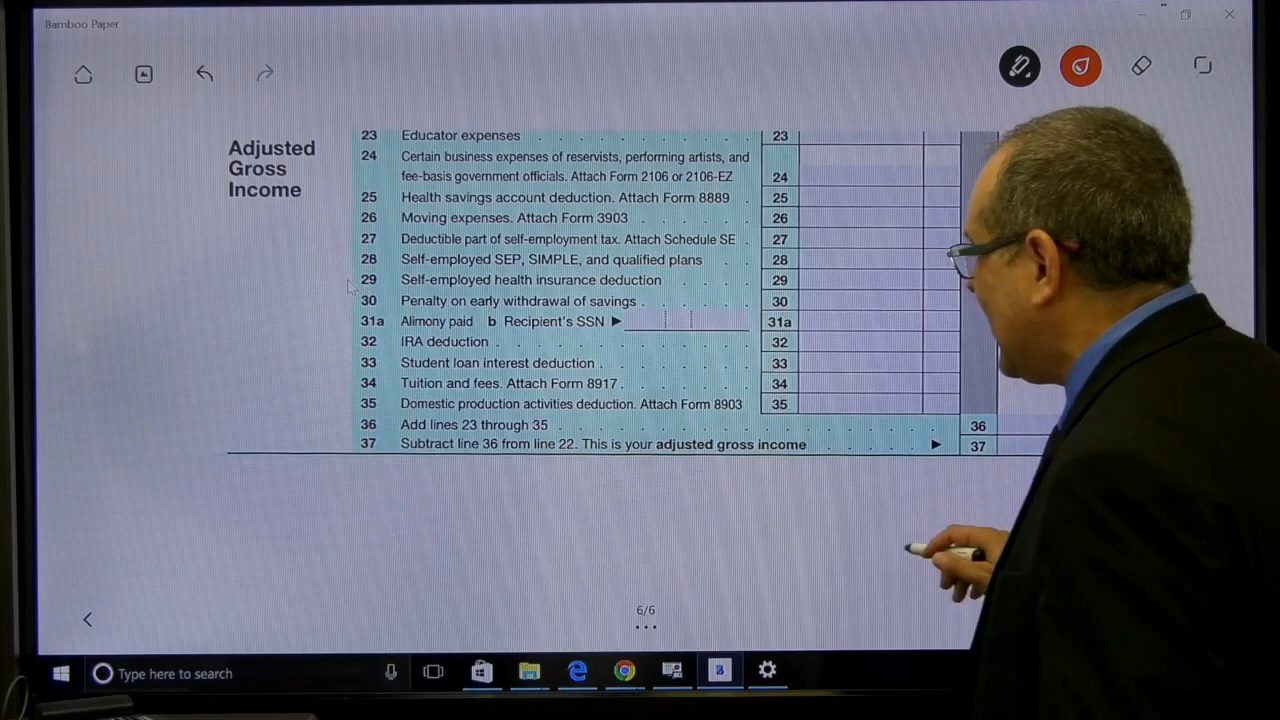 Bamboo Paper
Adjusted
Gross
Income
23 Educator expenses . . . . . . . . . . 23
24 Certain business expenses of reservists, performing artists, and
fee-basis government officials. Attach Form 2106 or 2106-EZ 24
25 Health savings account deduction. Attach Form 8889 . 25
26 Moving expenses. Attach Form 3903 . . . . . . 26
27 Deductible part of self-employment tax. Attach Schedule SE . 27
28 Self-employed SEP, SIMPLE, and qualified plans . . 28
29 Self-employed health insurance deduction . . . . 29
30 Penalty on early withdrawal of savings . . . . . . 30
31a Alimony paid b Recipient's SSN ▶ 31a
32 IRA deduction . . . . . . . . . . . . . 32
33 Student loan interest deduction . . . . . . . . 33
34 Tuition and fees. Attach Form 8917 . . . . . . . 34
35 Domestic production activities deduction. Attach Form 8903 35
36 Add lines 23 through 35 . . . . . . . . . . . . . . . . . . . 36
37 Subtract line 36 from line 22. This is your adjusted gross income . . . . . ▶ 37
6/6
Type here to search